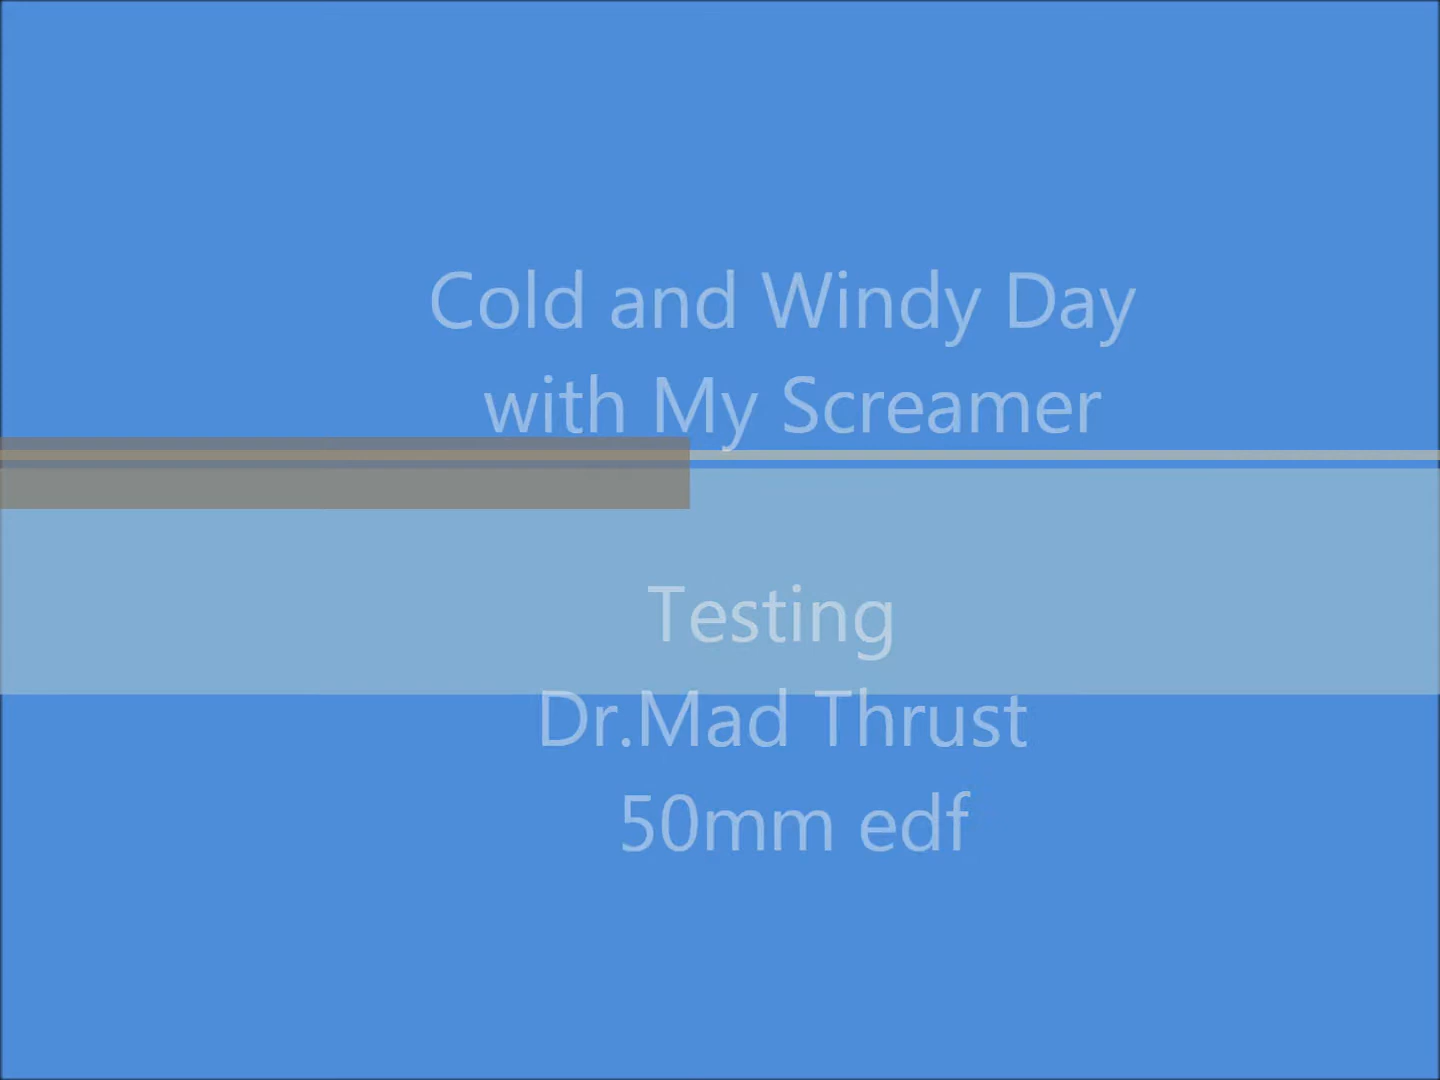 Cold and Windy Day
with My Screamer
Testing
Dr.Mad Thrust
50mm edf